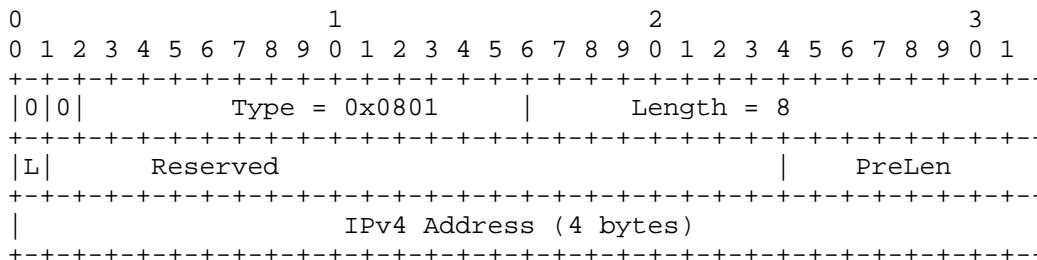 0                   1                   2                   3
0 1 2 3 4 5 6 7 8 9 0 1 2 3 4 5 6 7 8 9 0 1 2 3 4 5 6 7 8 9 0 1
+-+-+-+-+-+-+-+-+-+-+-+-+-+-+-+-+-+-+-+-+-+-+-+-+-+-+-+-+-+-+-+-+--
|0|0|         Type = 0x0801     |      Length = 8
+-+-+-+-+-+-+-+-+-+-+-+-+-+-+-+-+-+-+-+-+-+-+-+-+-+-+-+-+-+-+-+-+--
|L|      Reserved                               |    PreLen
+-+-+-+-+-+-+-+-+-+-+-+-+-+-+-+-+-+-+-+-+-+-+-+-+-+-+-+-+-+-+-+-+--
|                    IPv4 Address (4 bytes)
+-+-+-+-+-+-+-+-+-+-+-+-+-+-+-+-+-+-+-+-+-+-+-+-+-+-+-+-+-+-+-+-+--